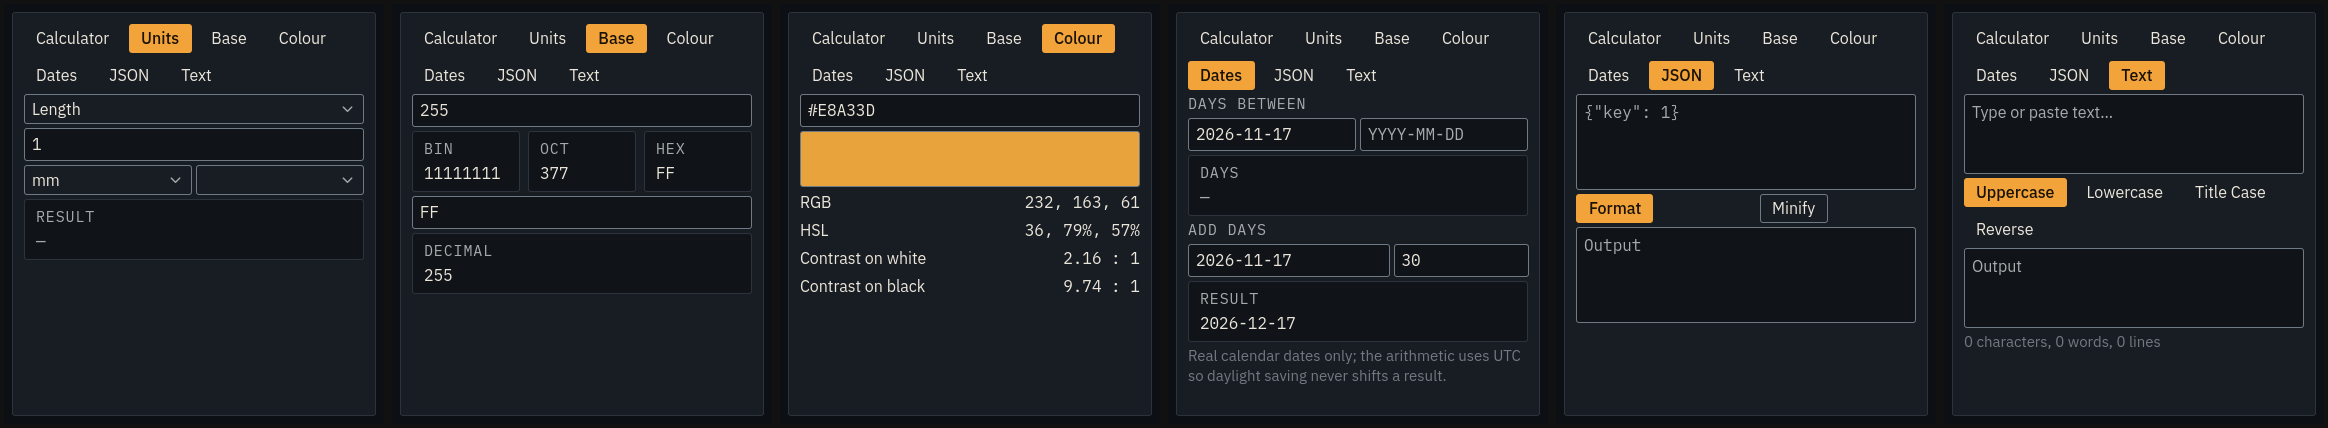 Calculator Units Base Colour
Dates JSON Text
Length
1
mm
RESULT
—
Calculator Units Base Colour
Dates JSON Text
255
BIN OCT HEX
11111111 377 FF
FF
DECIMAL
255
Calculator Units Base Colour
Dates JSON Text
#E8A33D
RGB 232, 163, 61
HSL 36, 79%, 57%
Contrast on white 2.16 : 1
Contrast on black 9.74 : 1
Calculator Units Base Colour
Dates JSON Text
DAYS BETWEEN
2026-11-17 YYYY-MM-DD
DAYS
—
ADD DAYS
2026-11-17 30
RESULT
2026-12-17
Real calendar dates only; the arithmetic uses UTC
so daylight saving never shifts a result.
Calculator Units Base Colour
Dates JSON Text
{"key": 1}
Format Minify
Output
Calculator Units Base Colour
Dates JSON Text
Type or paste text...
Uppercase Lowercase Title Case
Reverse
Output
0 characters, 0 words, 0 lines